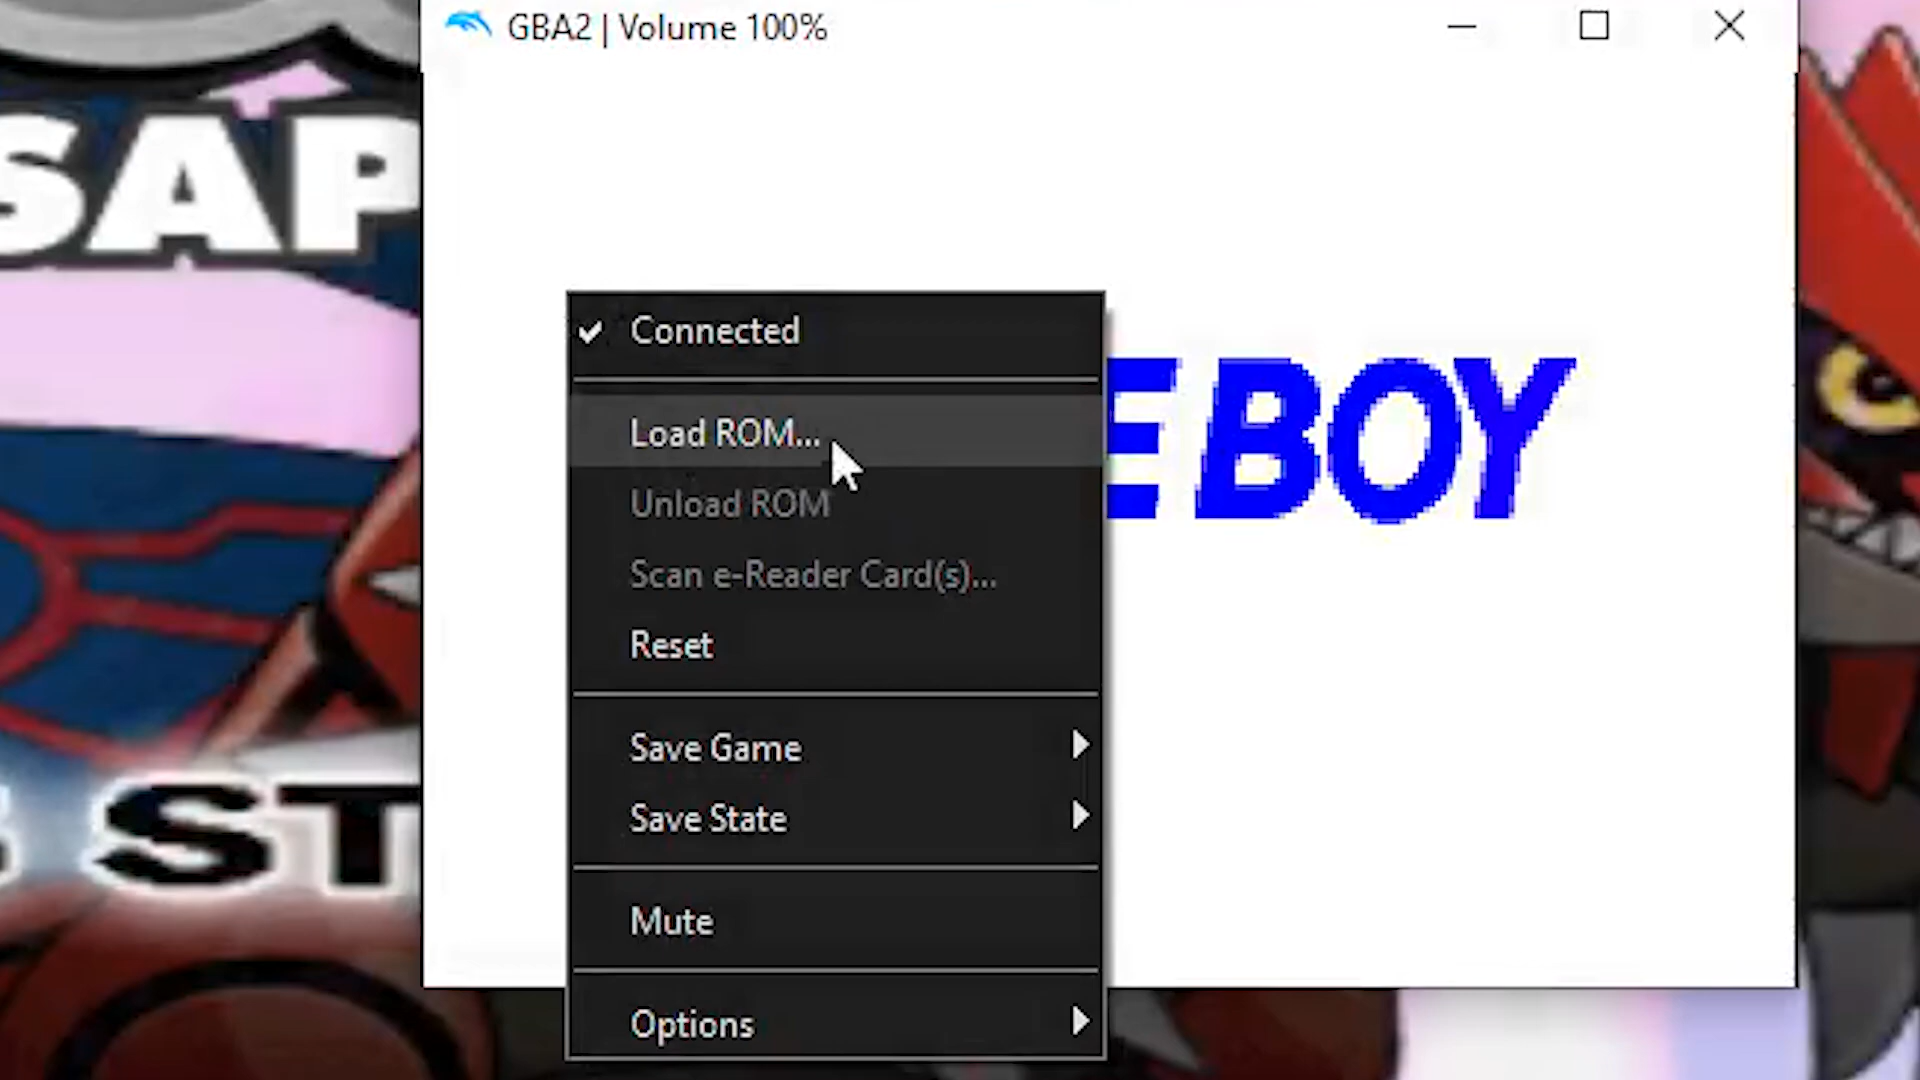 GBA2 | Volume 100%
SAP
Connected
Load ROM...
E BOY
Unload ROM
Scan e-Reader Card(s)...
Reset
Save Game
Save State
S ST
Mute
Options